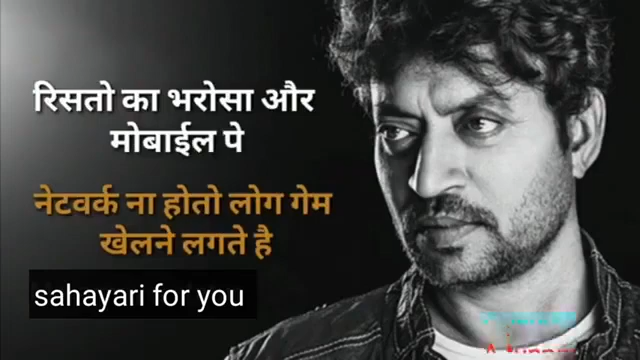 रिसतो का भरोसा और
मोबाईल पे
नेटवर्क ना होतो लोग गेम
खेलने लगते है
sahayari for you